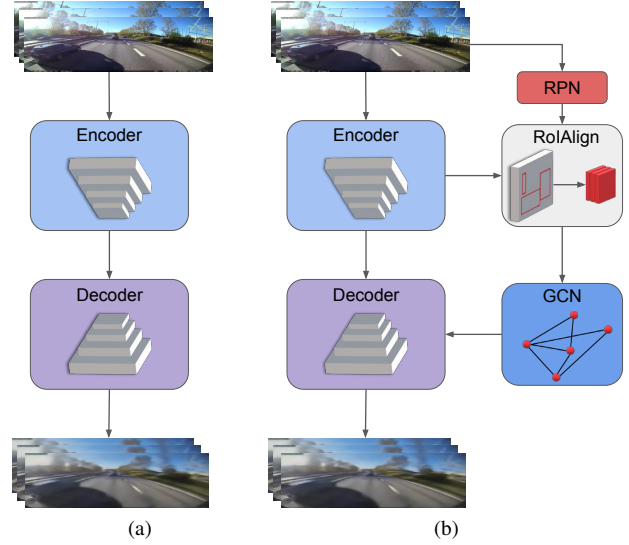 RPN
Encoder
Encoder
RoIAlign
Decoder
Decoder
GCN
(a)
(b)